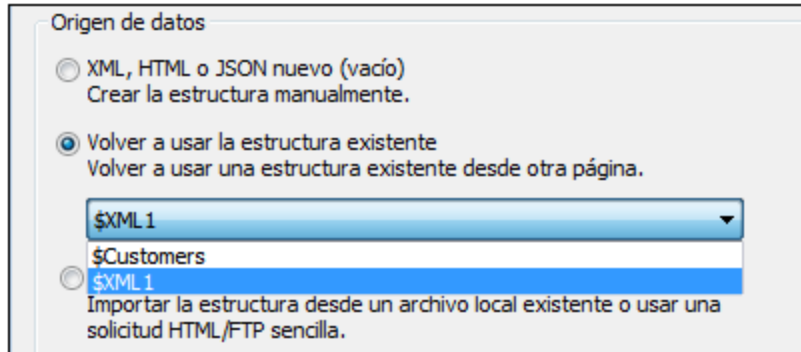 Origen de datos
XML, HTML o JSON nuevo (vacío)
Crear la estructura manualmente.
Volver a usar la estructura existente
Volver a usar una estructura existente desde otra página.
$XML1
$Customers
$XML1
Importar la estructura desde un archivo local existente o usar una
solicitud HTML/FTP sencilla.